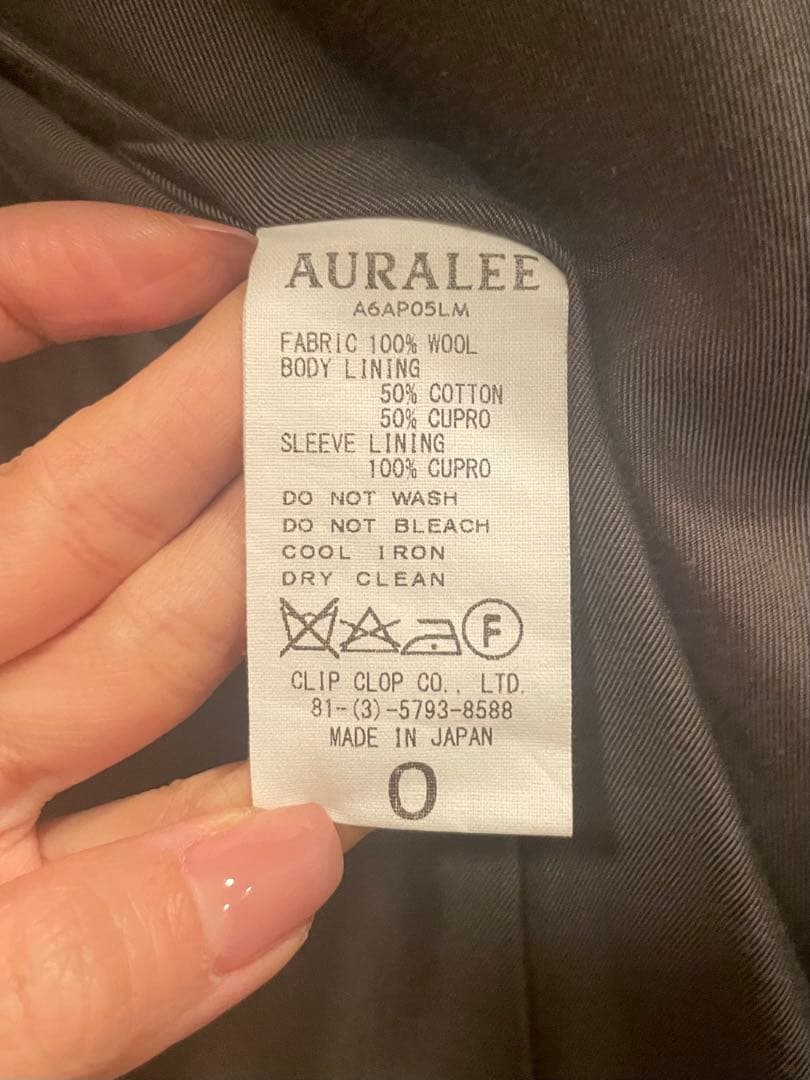 AURALEE
A6AP05LM
FABRIC 100% WOOL
BODY LINING
50% COTTON
50% CUPRO
SLEEVE LINING
100% CUPRO
DO NOT WASH
DO NOT BLEACH
COOL IRON
DRY CLEAN
F
CLIP CLOP CO., LTD.
81-(3)-5793-8588
MADE IN JAPAN
0